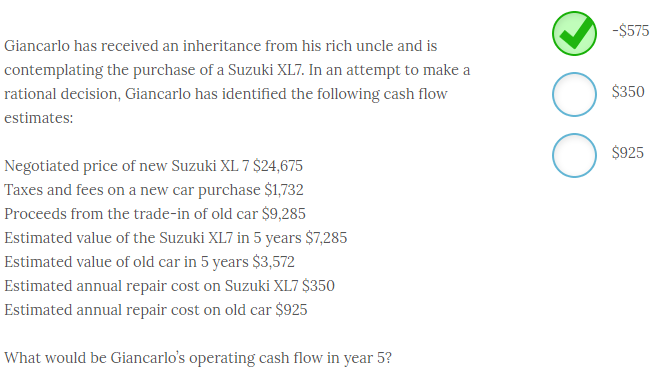 Giancarlo has received an inheritance from his rich uncle and is
contemplating the purchase of a Suzuki XL7. In an attempt to make a
rational decision, Giancarlo has identified the following cash flow
estimates:
Negotiated price of new Suzuki XL 7 $24,675
Taxes and fees on a new car purchase $1,732
Proceeds from the trade-in of old car $9,285
Estimated value of the Suzuki XL7 in 5 years $7,285
Estimated value of old car in 5 years $3,572
Estimated annual repair cost on Suzuki XL7 $350
Estimated annual repair cost on old car $925
What would be Giancarlo's operating cash flow in year 5?
-$575
$350
$925